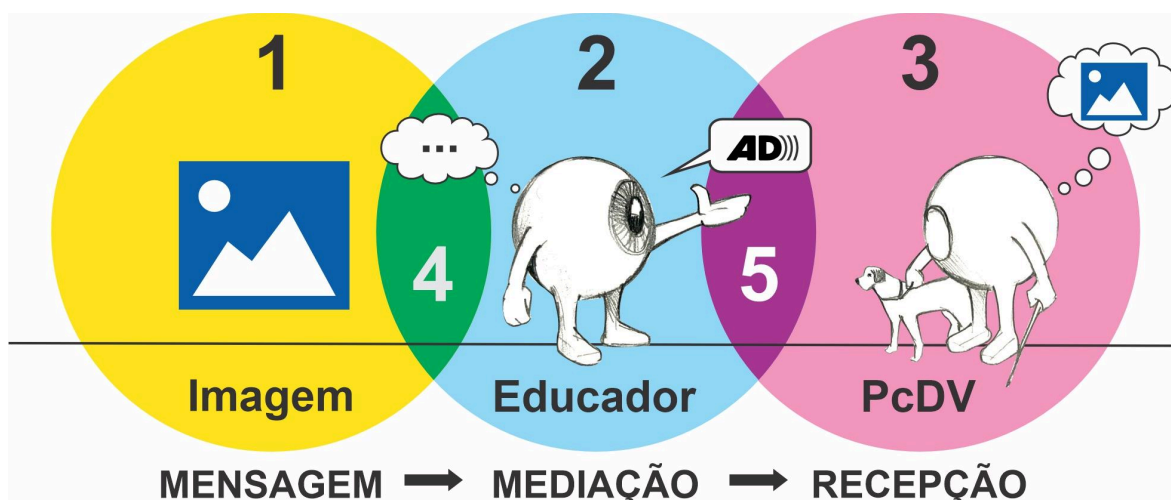 1 2 3
...
AD)))
4 5
Imagem Educador PcDV
MENSAGEM → MEDIAÇÃO → RECEPÇÃO